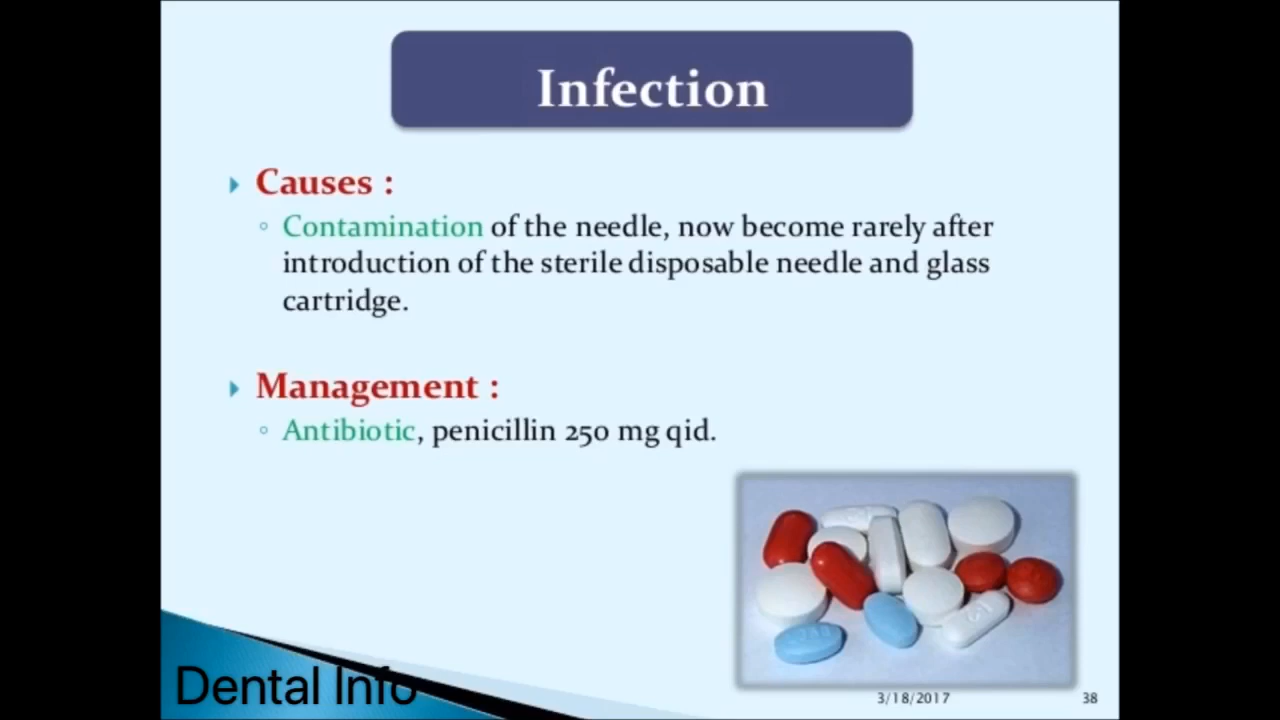 Infection
Causes :
Contamination of the needle, now become rarely after
introduction of the sterile disposable needle and glass
cartridge.
Management :
Antibiotic, penicillin 250 mg qid.
Dental Info
3/18/2017
38